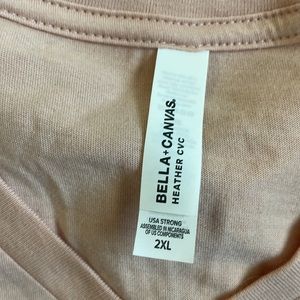 BELLA+CANVAS.
HEATHER CVC
USA STRONG
ASSEMBLED IN NICARAGUA
OF US COMPONENTS
2XL